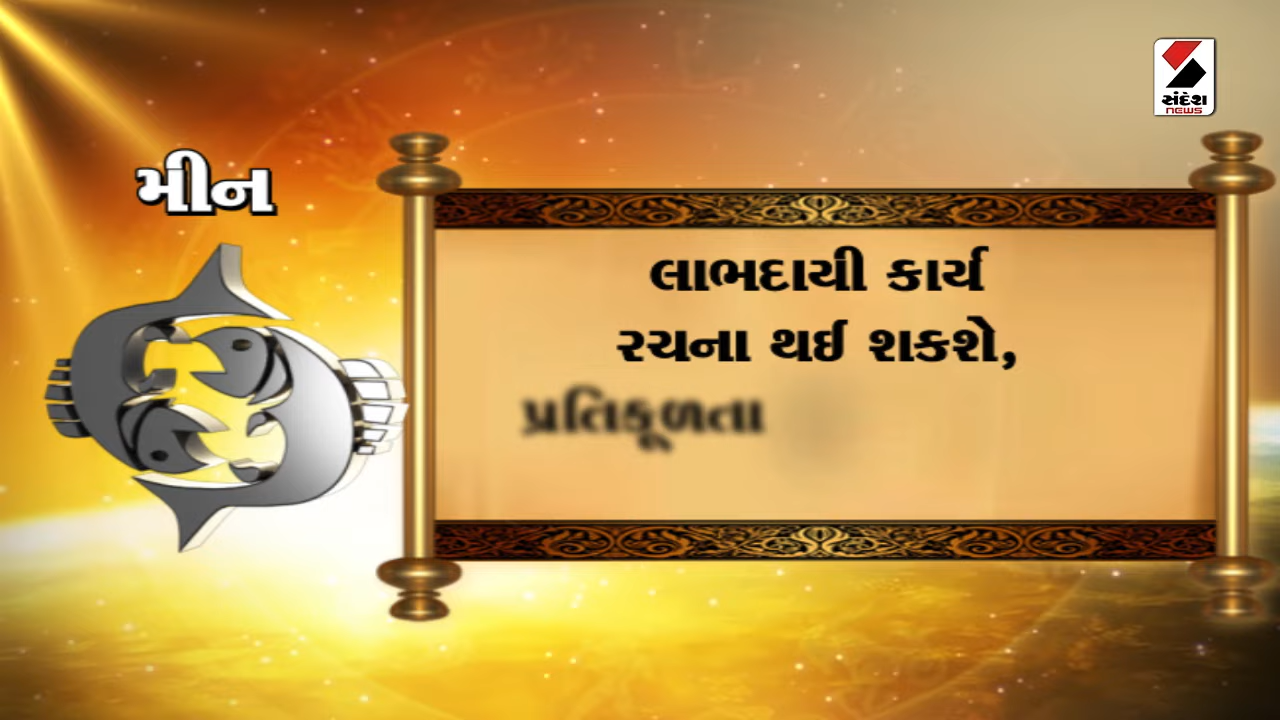 સંદેશ
NEWS
મીન
લાભદાયી કાર્ય
રચના થઈ શકશે,
પ્રતિકૂળતા